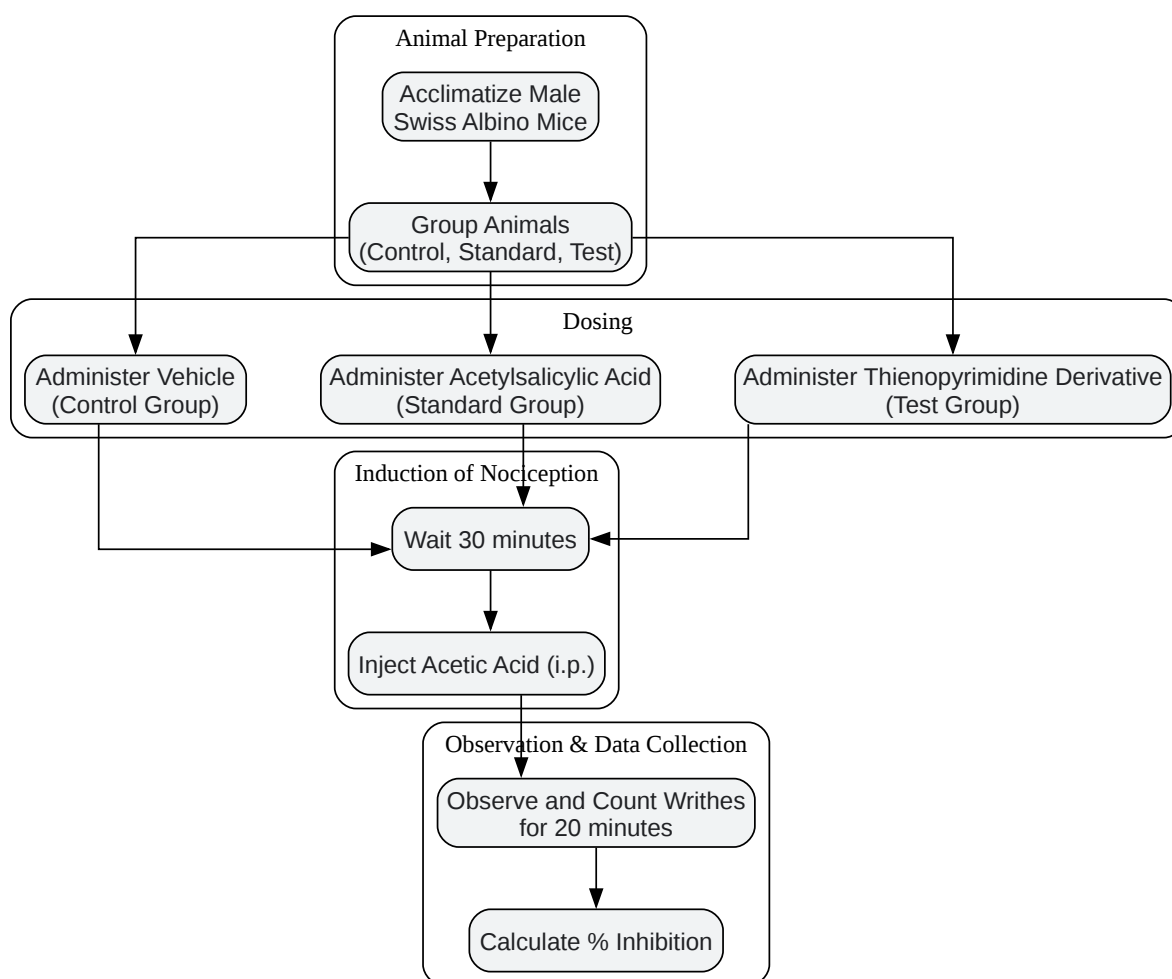 Animal Preparation
Acclimatize Male
Swiss Albino Mice
Group Animals
(Control, Standard, Test)
Dosing
Administer Vehicle
(Control Group)
Administer Acetylsalicylic Acid
(Standard Group)
Administer Thienopyrimidine Derivative
(Test Group)
Induction of Nociception
Wait 30 minutes
Inject Acetic Acid (i.p.)
Observation & Data Collection
Observe and Count Writhes
for 20 minutes
Calculate % Inhibition